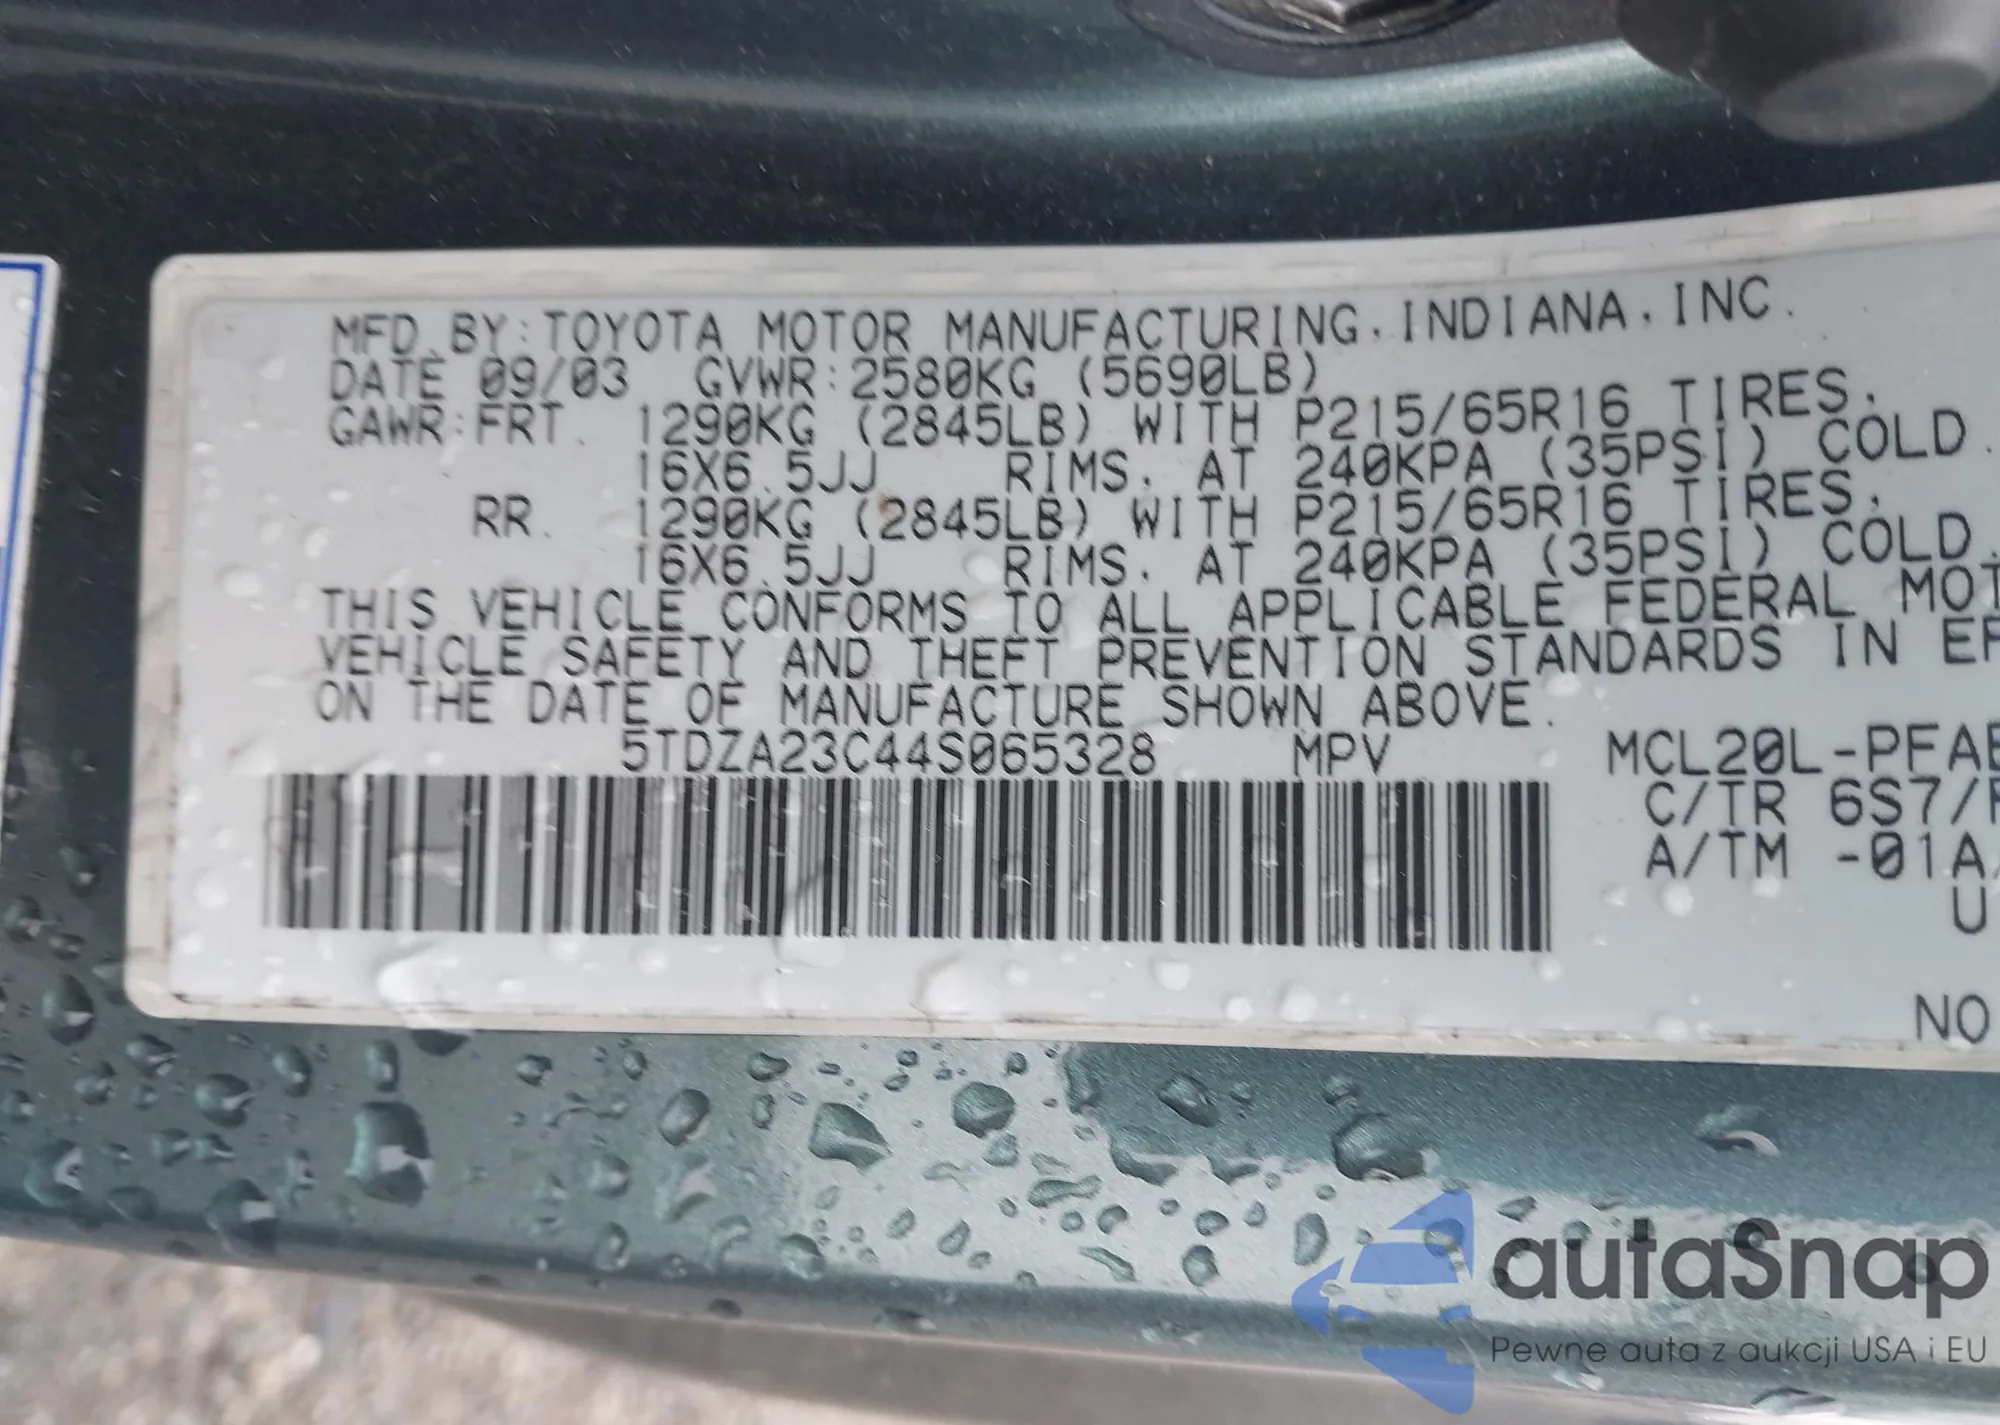 MFD BY:TOYOTA MOTOR MANUFACTURING,INDIANA,INC.
DATE 09/03 GVWR:2580KG (5690LB)
GAWR:FRT. 1290KG (2845LB) WITH P215/65R16 TIRES,
16X6.5JJ RIMS, AT 240KPA (35PSI) COLD.
RR. 1290KG (2845LB) WITH P215/65R16 TIRES,
16X6.5JJ RIMS, AT 240KPA (35PSI) COLD.
THIS VEHICLE CONFORMS TO ALL APPLICABLE FEDERAL MOT
VEHICLE SAFETY AND THEFT PREVENTION STANDARDS IN EF
ON THE DATE OF MANUFACTURE SHOWN ABOVE.
5TDZA23C44S065328 MPV MCL20L-PFAE
C/TR 6S7/F
A/TM -01A/
U
NO
autaSnap
Pewne auta z aukcji USA i EU